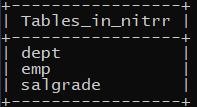 +-----------------+
| Tables_in_nitrr |
+-----------------+
| dept            |
| emp             |
| salgrade        |
+-----------------+